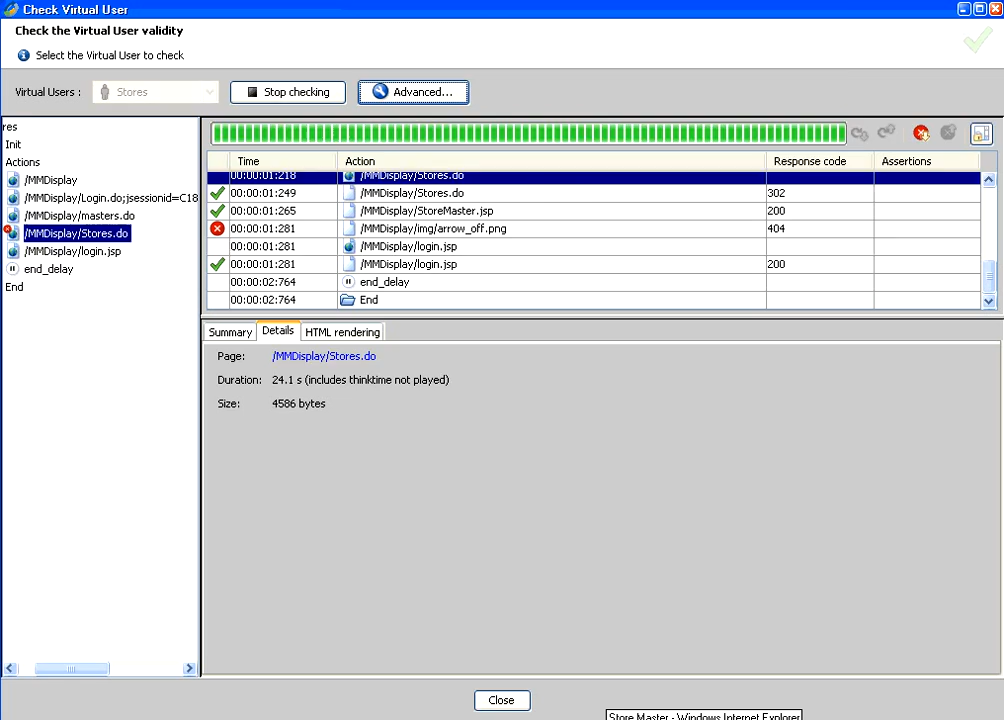 Check Virtual User
Check the Virtual User validity
Select the Virtual User to check
Virtual Users : Stores Stop checking Advanced...
res
Init
Actions
/MMDisplay
/MMDisplay/Login.do;jsessionid=C18
/MMDisplay/masters.do
/MMDisplay/Stores.do
/MMDisplay/login.jsp
end_delay
End
Time Action Response code Assertions
00:00:01:218 /MMDisplay/Stores.do
00:00:01:249 /MMDisplay/Stores.do 302
00:00:01:265 /MMDisplay/StoreMaster.jsp 200
00:00:01:281 /MMDisplay/img/arrow_off.png 404
00:00:01:281 /MMDisplay/login.jsp
00:00:01:281 /MMDisplay/login.jsp 200
00:00:02:764 end_delay
00:00:02:764 End
Summary Details HTML rendering
Page: /MMDisplay/Stores.do
Duration: 24.1 s (includes thinktime not played)
Size: 4586 bytes
Close
Store Master - Windows Internet Explorer